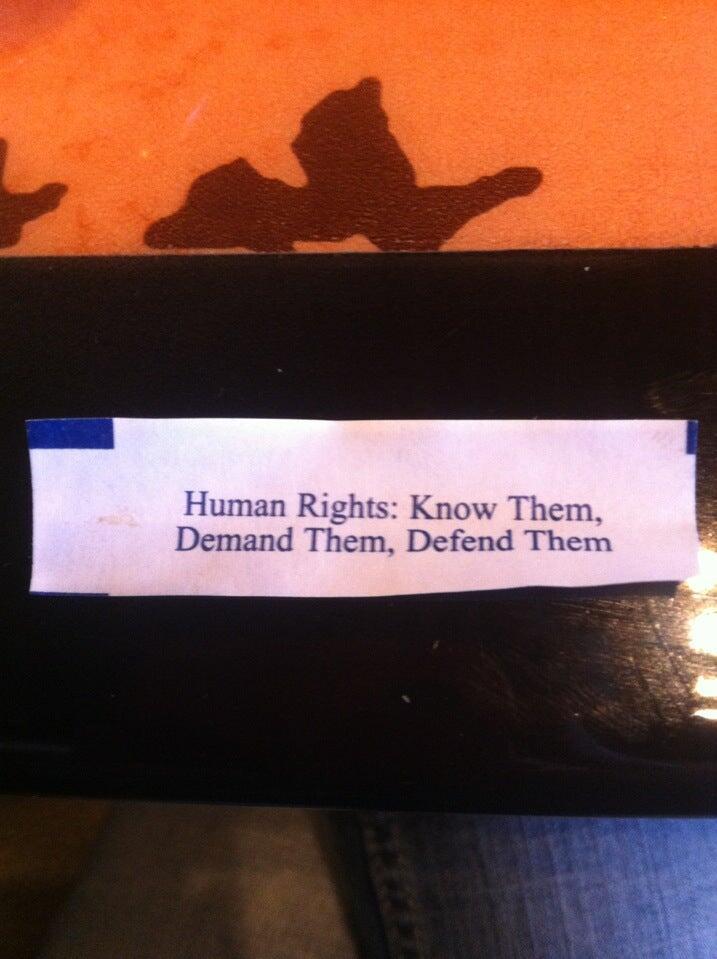 Human Rights: Know Them,
Demand Them, Defend Them